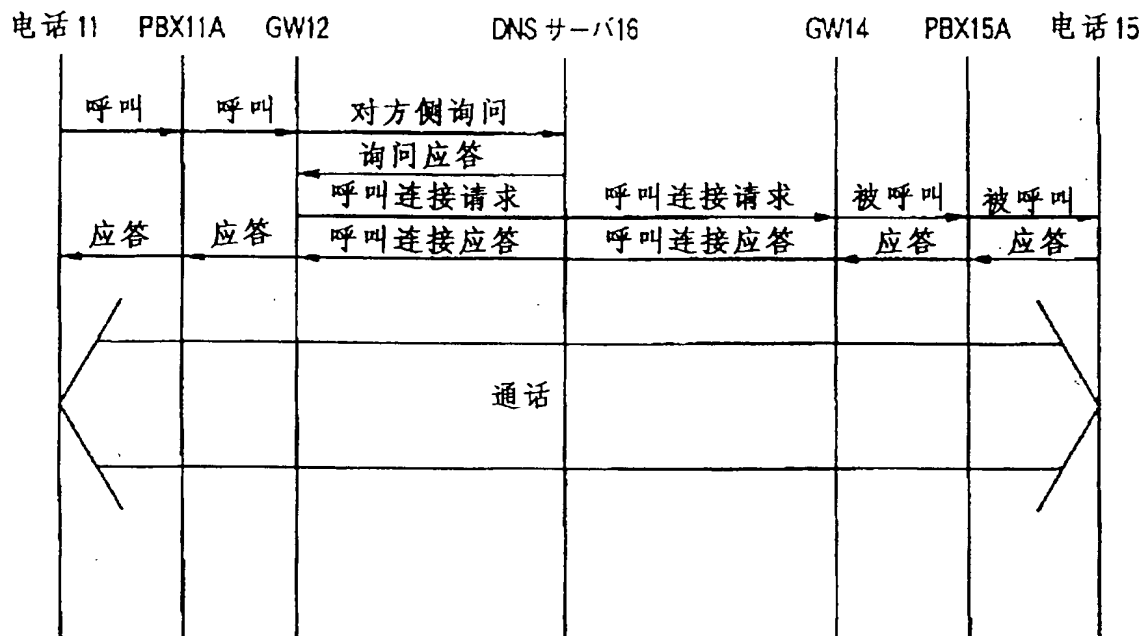 电话11 PBX11A GW12 DNSサーバ16 GW14 PBX15A 电话15
呼叫 呼叫 对方侧询问
询问应答
呼叫连接请求 呼叫连接请求 被呼叫 被呼叫
应答 应答 呼叫连接应答 呼叫连接应答 应答 应答
通话